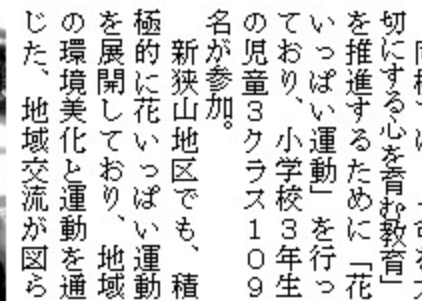 切にする心を育む教育」
を推進するために「花
いっぱい運動」を行っ
ており、小学校3年生
の児童3クラス109
名が参加。
新狭山地区でも、積
極的に花いっぱい運動
を展開しており、地域
の環境美化と運動を通
じた、地域交流が図ら